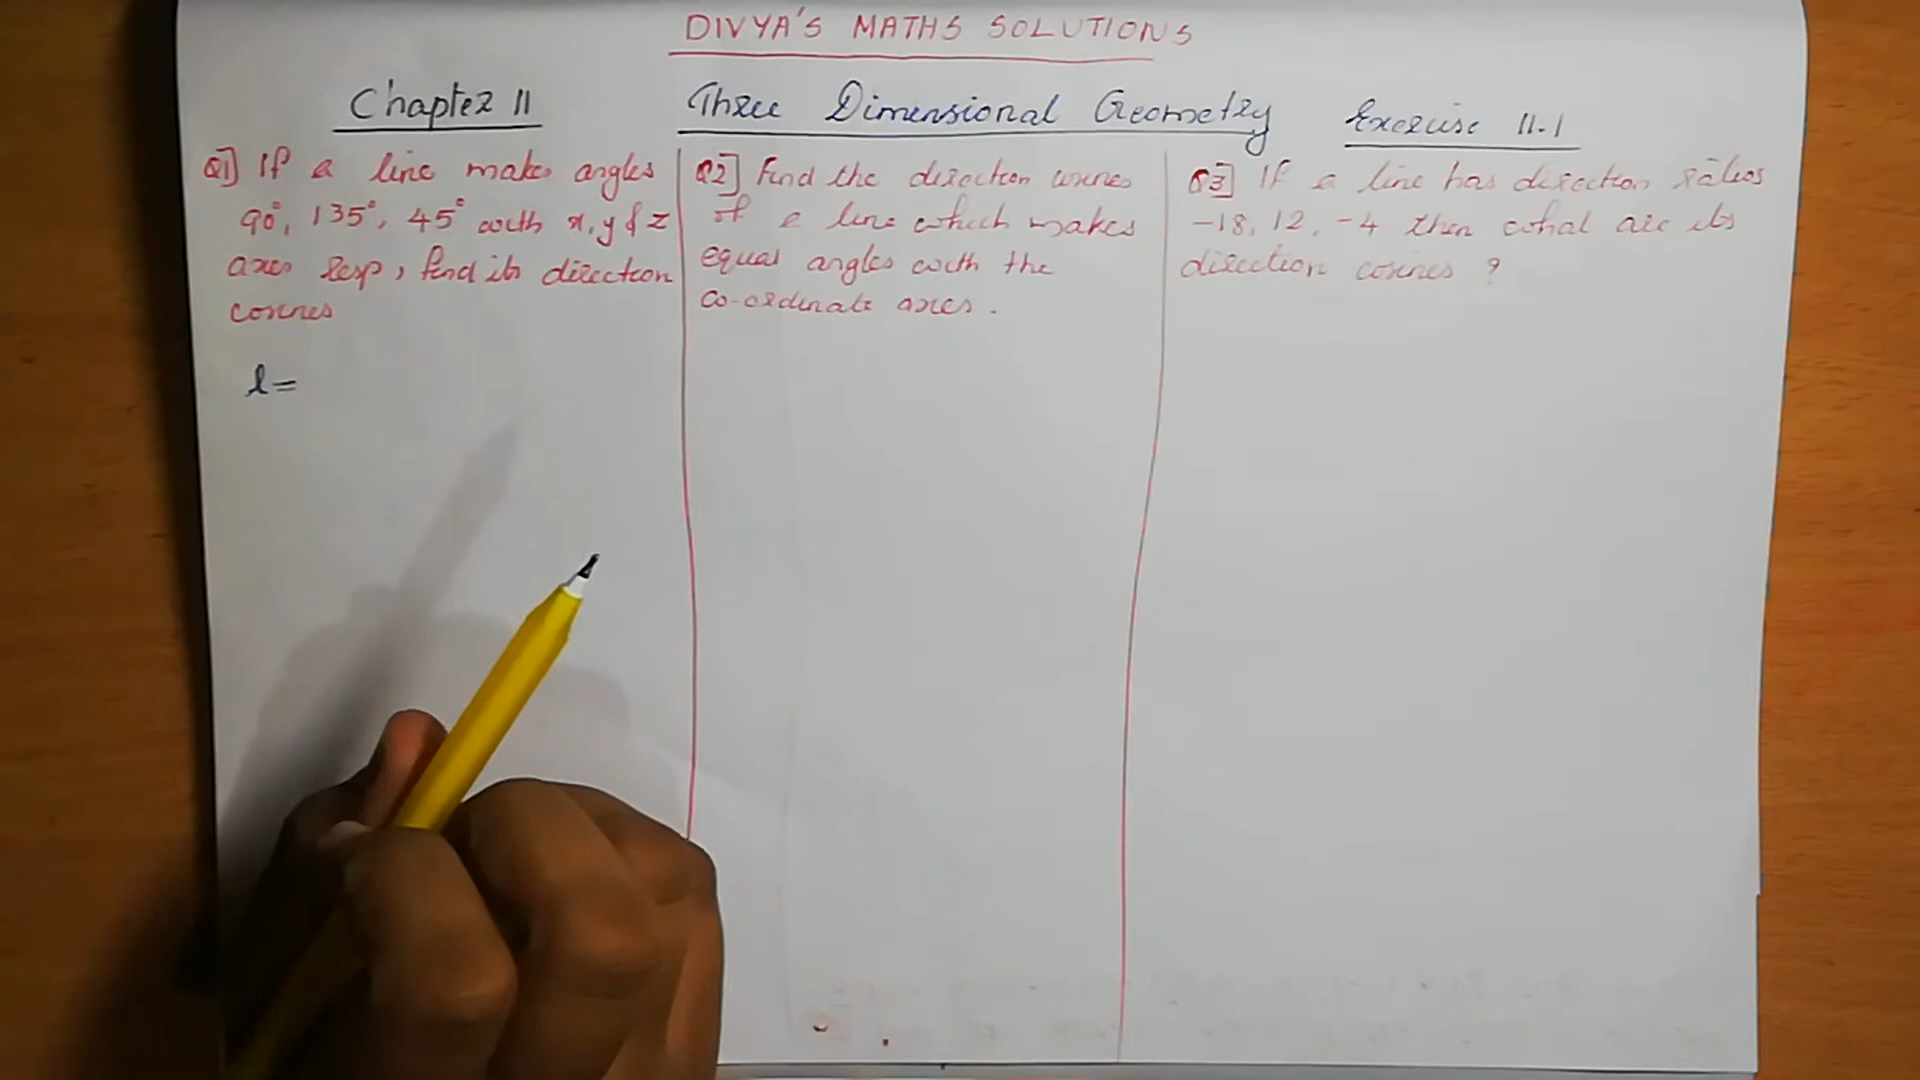 DIVYA'S MATHS SOLUTIONS
Chapter 11 Three Dimensional Geometry Exercise 11.1
Q1] If a line makes angles
90°, 135°, 45° with x, y & z
axes resp, find its direction
cosines
l=
Q2] Find the direction cosines
of a line which makes
equal angles with the
co-ordinate axes.
Q3] If a line has direction ratios
-18, 12, -4 then what are its
direction cosines ?